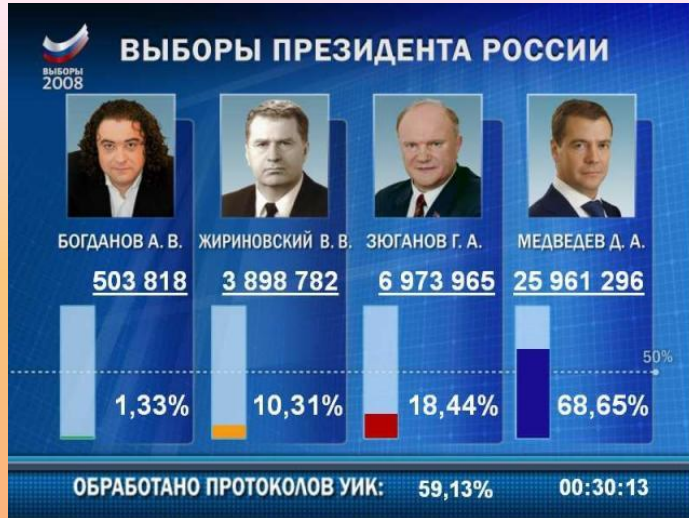 ВЫБОРЫ
2008
ВЫБОРЫ ПРЕЗИДЕНТА РОССИИ
БОГДАНОВ А. В. ЖИРИНОВСКИЙ В. В. ЗЮГАНОВ Г. А. МЕДВЕДЕВ Д. А.
503 818 3 898 782 6 973 965 25 961 296
50%
1,33% 10,31% 18,44% 68,65%
ОБРАБОТАНО ПРОТОКОЛОВ УИК: 59,13% 00:30:13